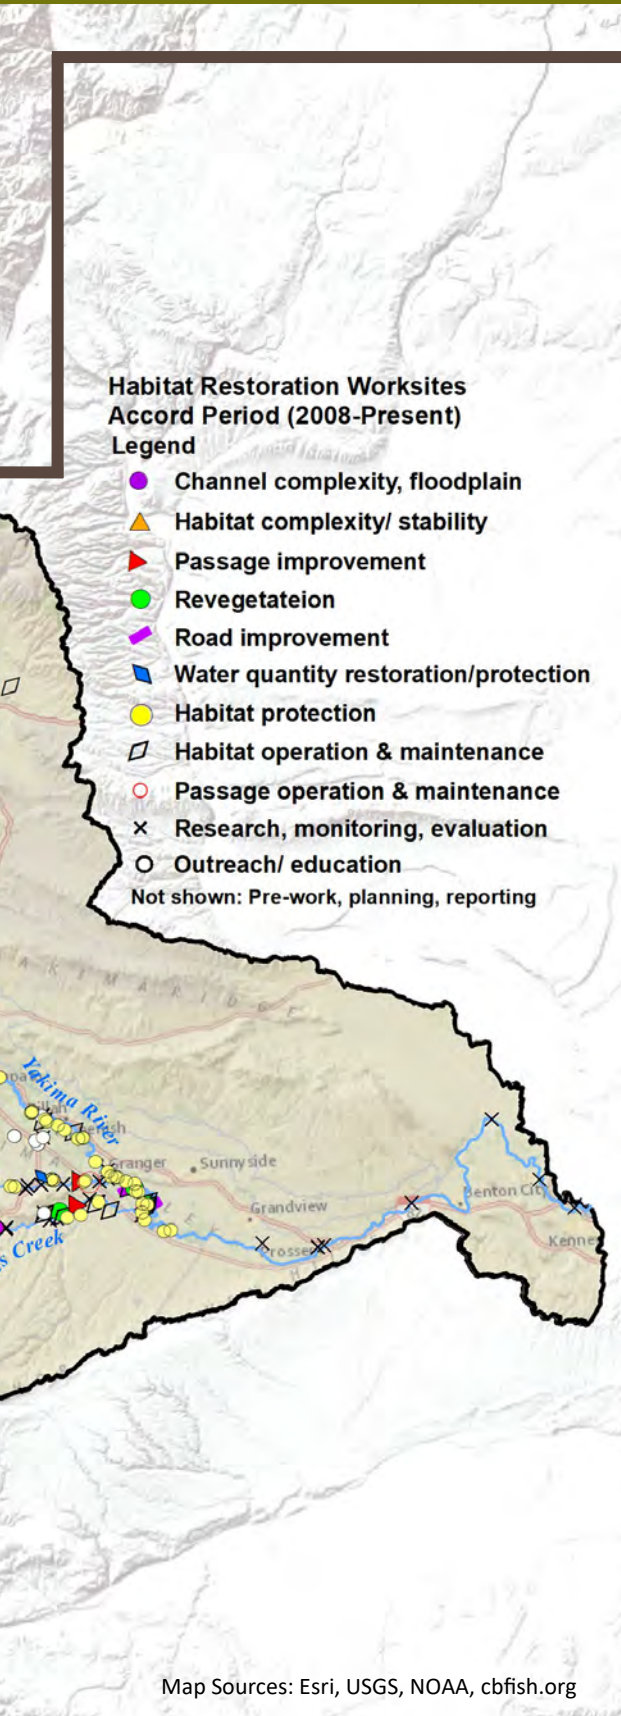 Habitat Restoration Worksites
Accord Period (2008-Present)
Legend
Channel complexity, floodplain
Habitat complexity/ stability
Passage improvement
Revegetateion
Road improvement
Water quantity restoration/protection
Habitat protection
Habitat operation & maintenance
Passage operation & maintenance
Research, monitoring, evaluation
Outreach/ education
Not shown: Pre-work, planning, reporting
A K I M A R I D G E
Yakima River
Granger
Sunnyside
Benton City
Grandview
Kenne
s Creek
82
Map Sources: Esri, USGS, NOAA, cbfish.org